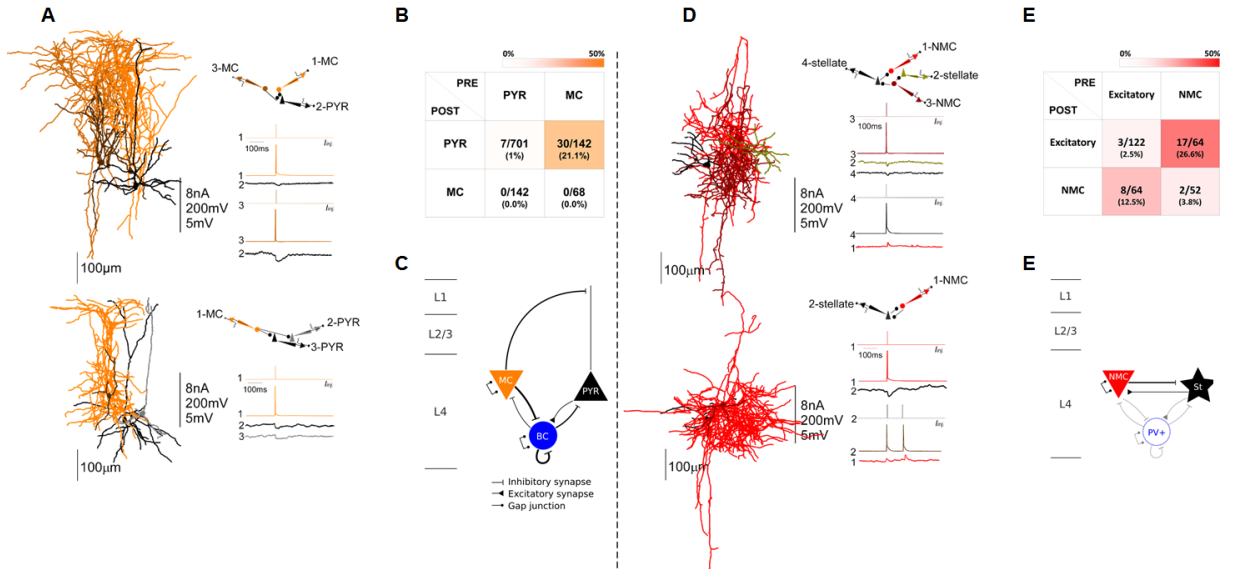 A
3-MC
1-MC
2-PYR
1
Iinj
100ms
1
2
3
Iinj
3
2
8nA
200mV
5mV
100µm
1-MC
2-PYR
3-PYR
1
Iinj
100ms
1
2
3
8nA
200mV
5mV
100µm
B
0%
50%
PRE
POST
PYR
MC
PYR
7/701
(1%)
30/142
(21.1%)
MC
0/142
(0.0%)
0/68
(0.0%)
C
L1
L2/3
L4
MC
PYR
BC
Inhibitory synapse
Excitatory synapse
Gap junction
D
1-NMC
4-stellate
2-stellate
3-NMC
3
Iinj
100ms
3
2
4
4
Iinj
4
1
8nA
200mV
5mV
100µm
1-NMC
2-stellate
1
Iinj
100ms
1
2
2
Iinj
2
1
8nA
200mV
5mV
100µm
E
0%
50%
PRE
POST
Excitatory
NMC
Excitatory
3/122
(2.5%)
17/64
(26.6%)
NMC
8/64
(12.5%)
2/52
(3.8%)
E
L1
L2/3
L4
NMC
St
PV+